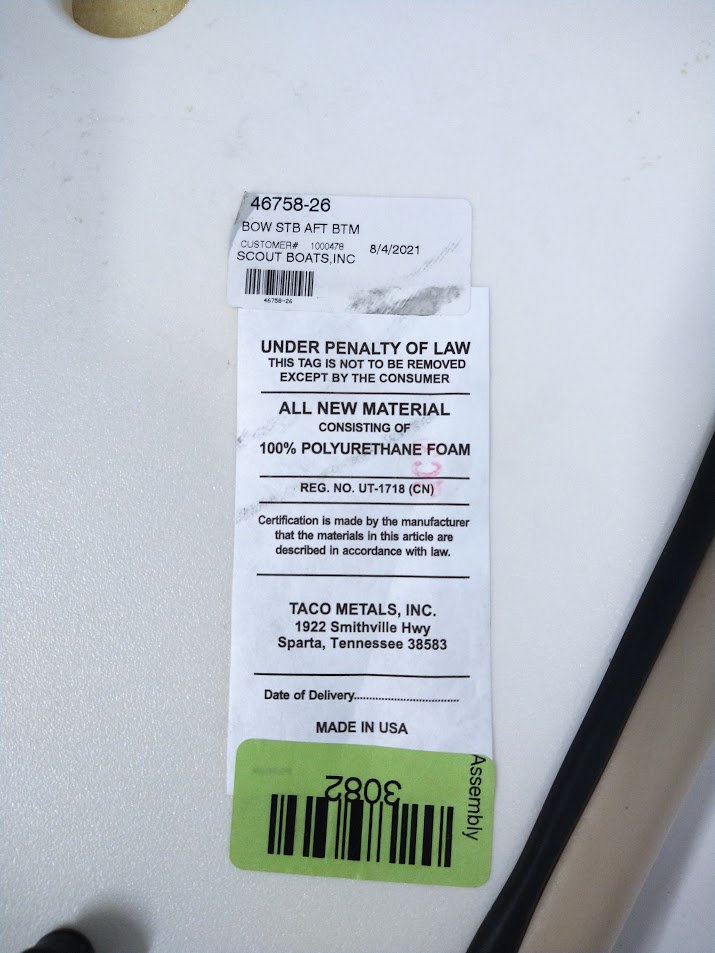 46758-26
BOW STB AFT BTM
CUSTOMER# 1000478 8/4/2021
SCOUT BOATS,INC
46758-26
UNDER PENALTY OF LAW
THIS TAG IS NOT TO BE REMOVED
EXCEPT BY THE CONSUMER
ALL NEW MATERIAL
CONSISTING OF
100% POLYURETHANE FOAM
REG. NO. UT-1718 (CN)
Certification is made by the manufacturer
that the materials in this article are
described in accordance with law.
TACO METALS, INC.
1922 Smithville Hwy
Sparta, Tennessee 38583
Date of Delivery.................................
MADE IN USA
3082
Assembly